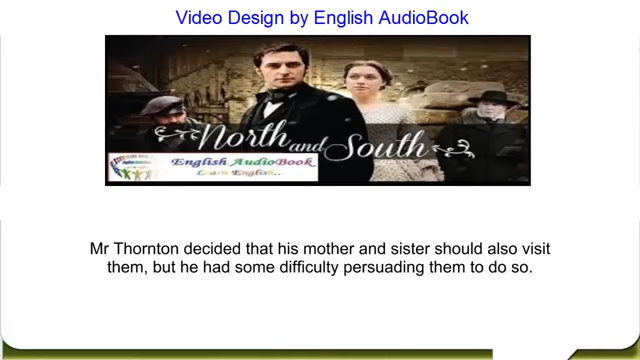 Video Design by English AudioBook
North and South
English AudioBook
Learn English...
Mr Thornton decided that his mother and sister should also visit
them, but he had some difficulty persuading them to do so.